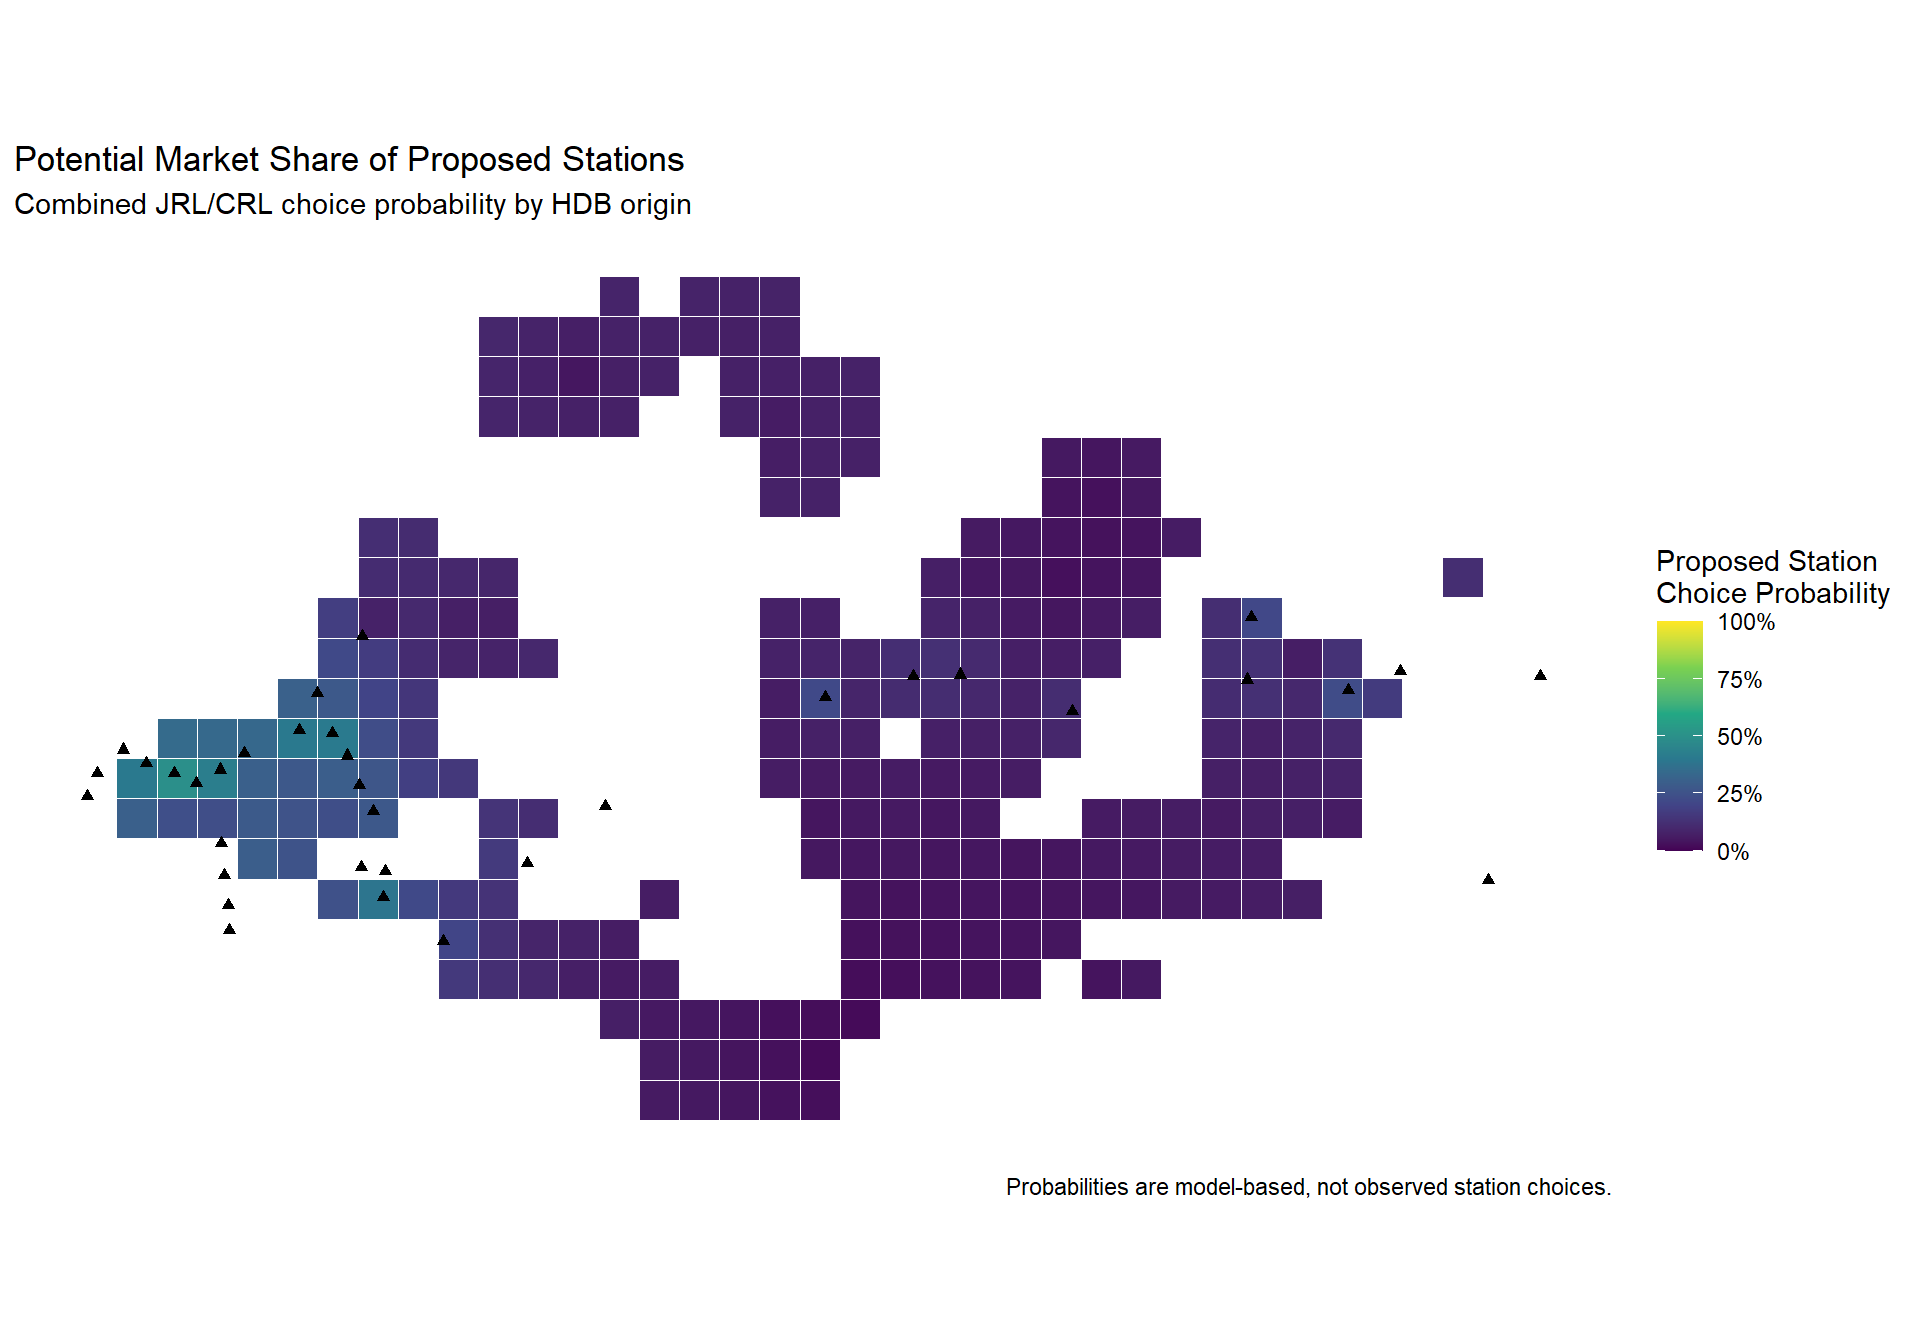 Potential Market Share of Proposed Stations
Combined JRL/CRL choice probability by HDB origin
Proposed Station
Choice Probability
100%
75%
50%
25%
0%
Probabilities are model-based, not observed station choices.